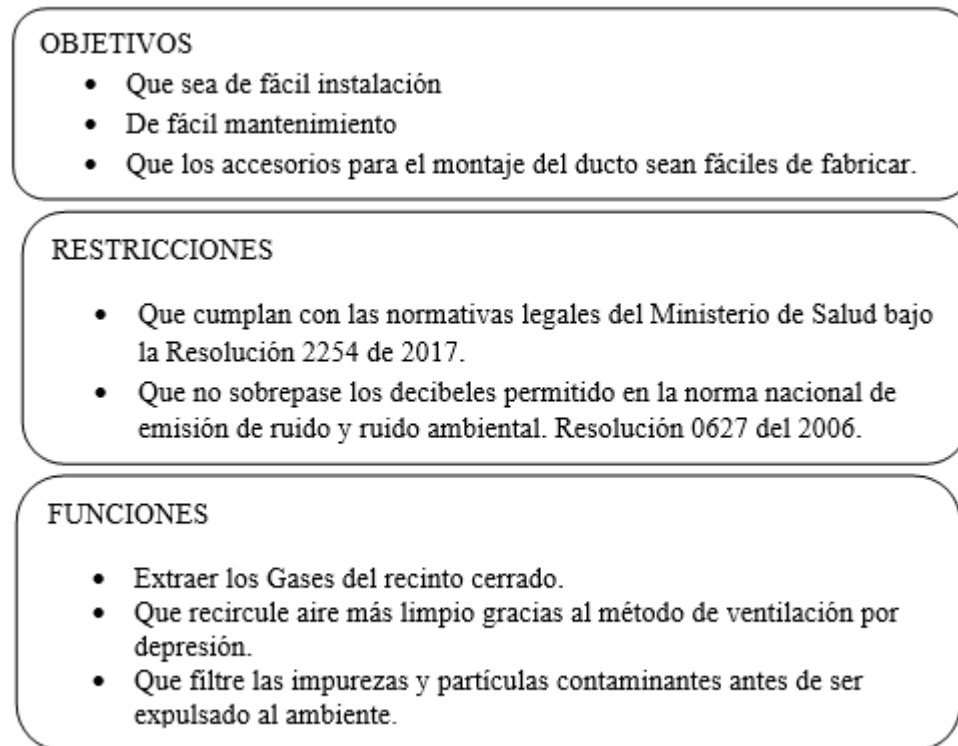 OBJETIVOS
• Que sea de fácil instalación
• De fácil mantenimiento
• Que los accesorios para el montaje del ducto sean fáciles de fabricar.
RESTRICCIONES
• Que cumplan con las normativas legales del Ministerio de Salud bajo
la Resolución 2254 de 2017.
• Que no sobrepase los decibeles permitido en la norma nacional de
emisión de ruido y ruido ambiental. Resolución 0627 del 2006.
FUNCIONES
• Extraer los Gases del recinto cerrado.
• Que recircule aire más limpio gracias al método de ventilación por
depresión.
• Que filtre las impurezas y partículas contaminantes antes de ser
expulsado al ambiente.